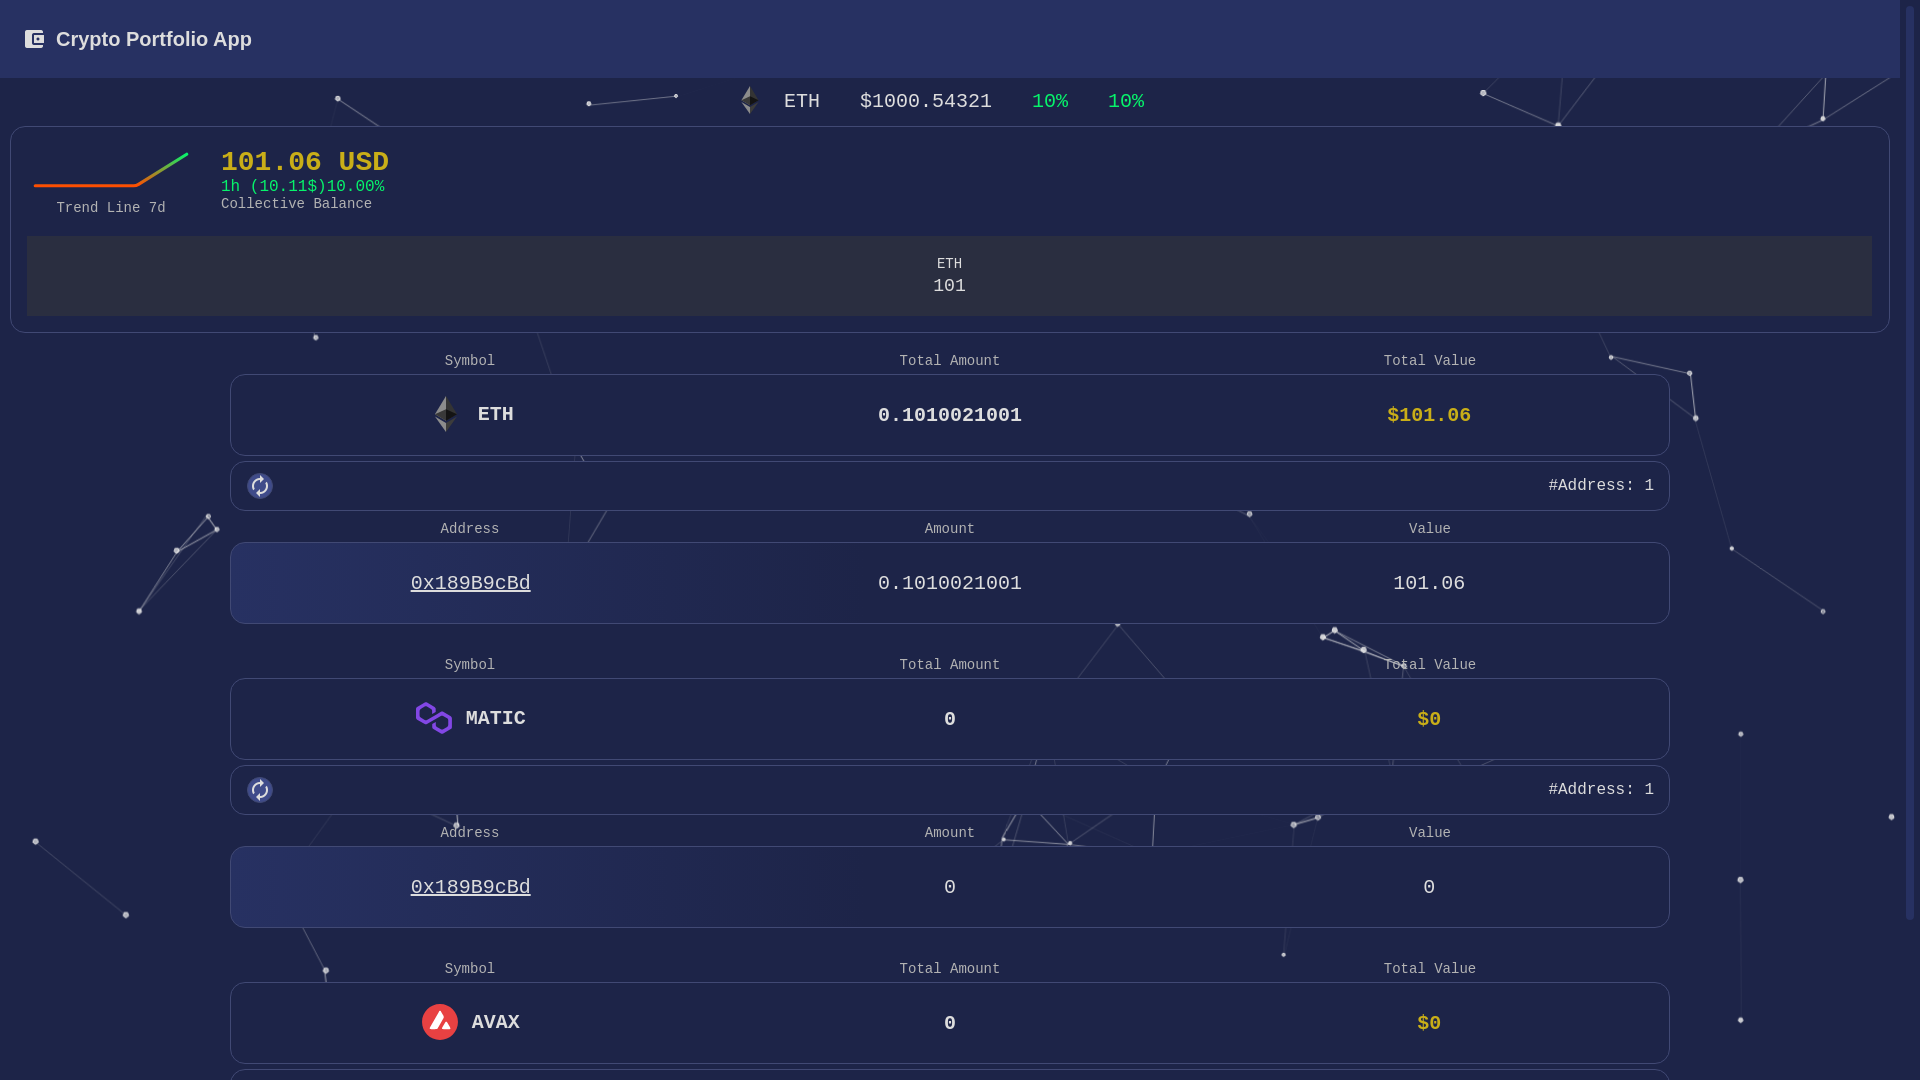 Crypto Portfolio App
ETH $1000.54321 10% 10%
101.06 USD
1h (10.11$)10.00%
Collective Balance
Trend Line 7d
ETH
101
Symbol Total Amount Total Value
ETH 0.1010021001 $101.06
#Address: 1
Address Amount Value
0x189B9cBd 0.1010021001 101.06
Symbol Total Amount Total Value
MATIC 0 $0
#Address: 1
Address Amount Value
0x189B9cBd 0 0
Symbol Total Amount Total Value
AVAX 0 $0